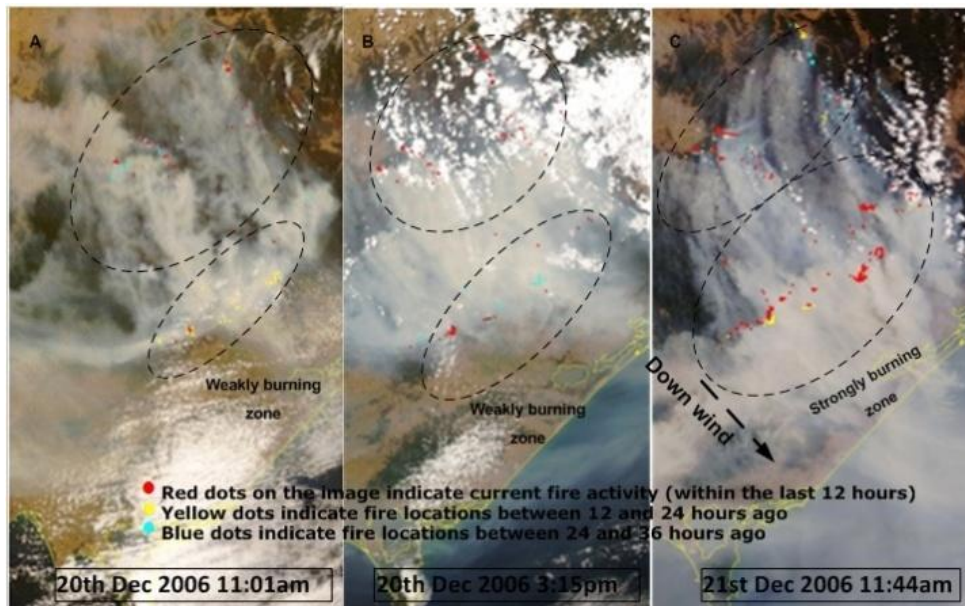 A
B
C
Weakly burning
zone
Weakly burning
zone
Down wind
Strongly burning
zone
Red dots on the image indicate current fire activity (within the last 12 hours)
Yellow dots indicate fire locations between 12 and 24 hours ago
Blue dots indicate fire locations between 24 and 36 hours ago
20th Dec 2006 11:01am
20th Dec 2006 3:15pm
21st Dec 2006 11:44am